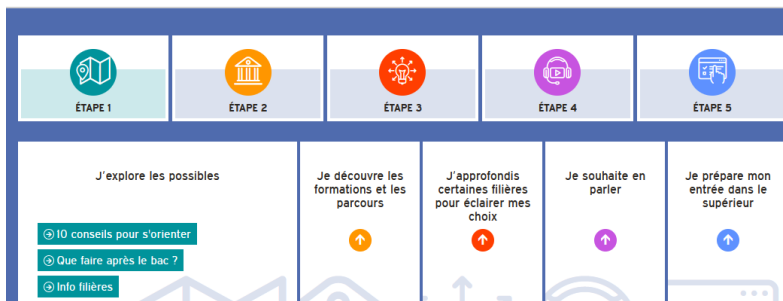 ÉTAPE 1
ÉTAPE 2
ÉTAPE 3
ÉTAPE 4
ÉTAPE 5
J'explore les possibles
10 conseils pour s'orienter
Que faire après le bac ?
Info filières
Je découvre les
formations et les
parcours
J'approfondis
certaines filières
pour éclairer mes
choix
Je souhaite en
parler
Je prépare mon
entrée dans le
supérieur